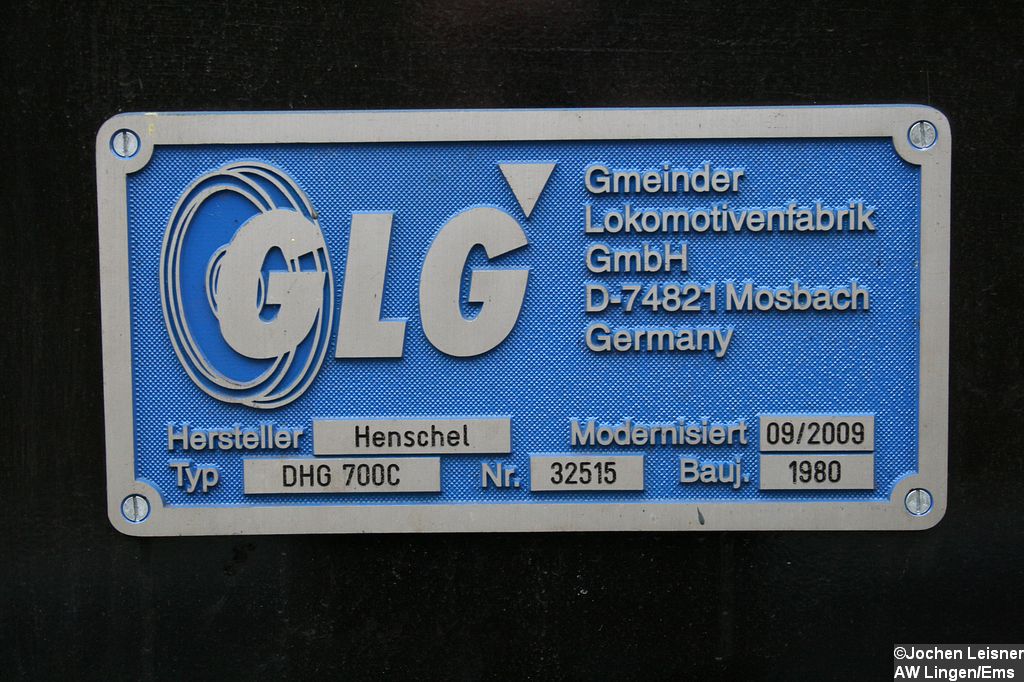 GLG
Gmeinder
Lokomotivenfabrik
GmbH
D-74821 Mosbach
Germany
Hersteller Henschel Modernisiert 09/2009
Typ DHG 700C Nr. 32515 Bauj. 1980
©Jochen Leisner
AW Lingen/Ems